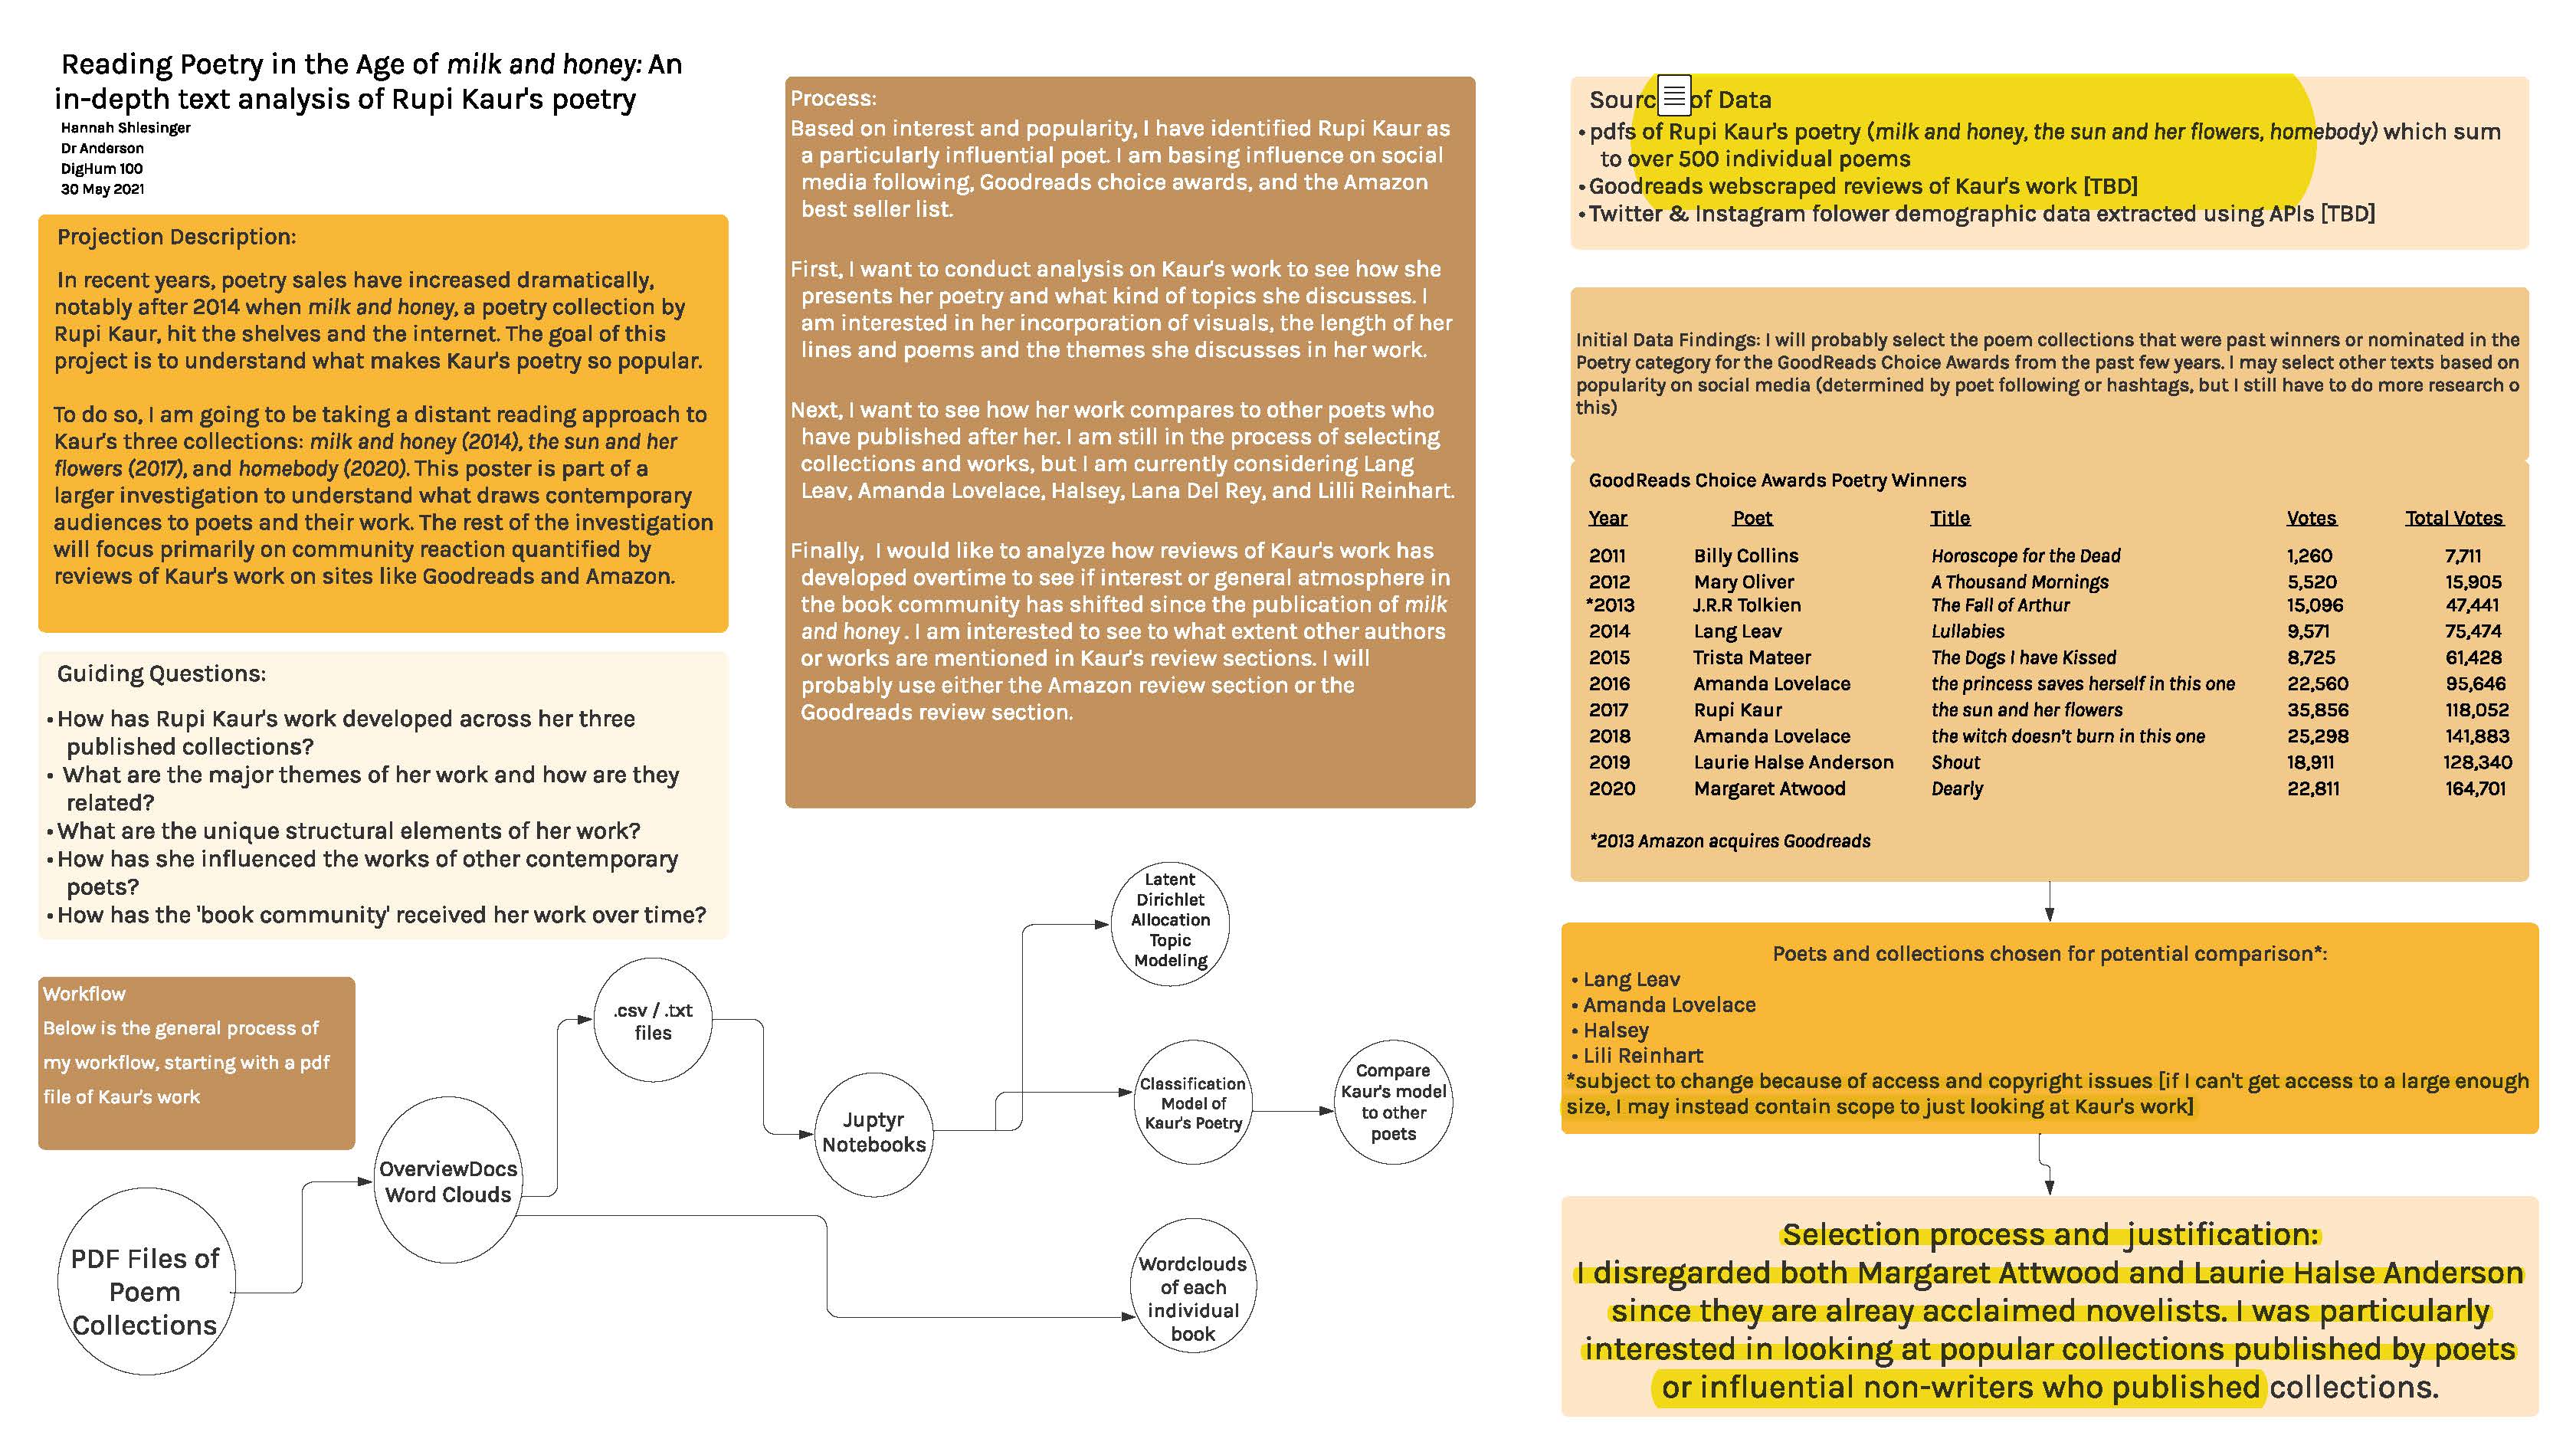 Reading Poetry in the Age of milk and honey: An
in-depth text analysis of Rupi Kaur's poetry
Hannah Shlesinger
Dr Anderson
DigHum 100
30 May 2021
Projection Description:
In recent years, poetry sales have increased dramatically,
notably after 2014 when milk and honey, a poetry collection by
Rupi Kaur, hit the shelves and the internet. The goal of this
project is to understand what makes Kaur's poetry so popular.
To do so, I am going to be taking a distant reading approach to
Kaur's three collections: milk and honey (2014), the sun and her
flowers (2017), and homebody (2020). This poster is part of a
larger investigation to understand what draws contemporary
audiences to poets and their work. The rest of the investigation
will focus primarily on community reaction quantified by
reviews of Kaur's work on sites like Goodreads and Amazon.
Guiding Questions:
• How has Rupi Kaur's work developed across her three
published collections?
• What are the major themes of her work and how are they
related?
• What are the unique structural elements of her work?
• How has she influenced the works of other contemporary
poets?
• How has the 'book community' received her work over time?
Workflow
Below is the general process of
my workflow, starting with a pdf
file of Kaur's work
PDF Files of
Poem
Collections
OverviewDocs
Word Clouds
.csv / .txt
files
Juptyr
Notebooks
Latent
Dirichlet
Allocation
Topic
Modeling
Classification
Model of
Kaur's Poetry
Compare
Kaur's model
to other
poets
Wordclouds
of each
individual
book
Process:
Based on interest and popularity, I have identified Rupi Kaur as
a particularly influential poet. I am basing influence on social
media following, Goodreads choice awards, and the Amazon
best seller list.
First, I want to conduct analysis on Kaur's work to see how she
presents her poetry and what kind of topics she discusses. I
am interested in her incorporation of visuals, the length of her
lines and poems and the themes she discusses in her work.
Next, I want to see how her work compares to other poets who
have published after her. I am still in the process of selecting
collections and works, but I am currently considering Lang
Leav, Amanda Lovelace, Halsey, Lana Del Rey, and Lilli Reinhart.
Finally, I would like to analyze how reviews of Kaur's work has
developed overtime to see if interest or general atmosphere in
the book community has shifted since the publication of milk
and honey . I am interested to see to what extent other authors
or works are mentioned in Kaur's review sections. I will
probably use either the Amazon review section or the
Goodreads review section.
Sourc of Data
• pdfs of Rupi Kaur's poetry (milk and honey, the sun and her flowers, homebody) which sum
to over 500 individual poems
• Goodreads webscraped reviews of Kaur's work [TBD]
• Twitter & Instagram folower demographic data extracted using APIs [TBD]
Initial Data Findings: I will probably select the poem collections that were past winners or nominated in the
Poetry category for the GoodReads Choice Awards from the past few years. I may select other texts based on
popularity on social media (determined by poet following or hashtags, but I still have to do more research o
this)
GoodReads Choice Awards Poetry Winners
Year Poet Title Votes Total Votes
2011 Billy Collins Horoscope for the Dead 1,260 7,711
2012 Mary Oliver A Thousand Mornings 5,520 15,905
*2013 J.R.R Tolkien The Fall of Arthur 15,096 47,441
2014 Lang Leav Lullabies 9,571 75,474
2015 Trista Mateer The Dogs I have Kissed 8,725 61,428
2016 Amanda Lovelace the princess saves herself in this one 22,560 95,646
2017 Rupi Kaur the sun and her flowers 35,856 118,052
2018 Amanda Lovelace the witch doesn't burn in this one 25,298 141,883
2019 Laurie Halse Anderson Shout 18,911 128,340
2020 Margaret Atwood Dearly 22,811 164,701
*2013 Amazon acquires Goodreads
Poets and collections chosen for potential comparison*:
• Lang Leav
• Amanda Lovelace
• Halsey
• Lili Reinhart
*subject to change because of access and copyright issues [if I can't get access to a large enough
size, I may instead contain scope to just looking at Kaur's work]
Selection process and justification:
I disregarded both Margaret Attwood and Laurie Halse Anderson
since they are alreay acclaimed novelists. I was particularly
interested in looking at popular collections published by poets
or influential non-writers who published collections.